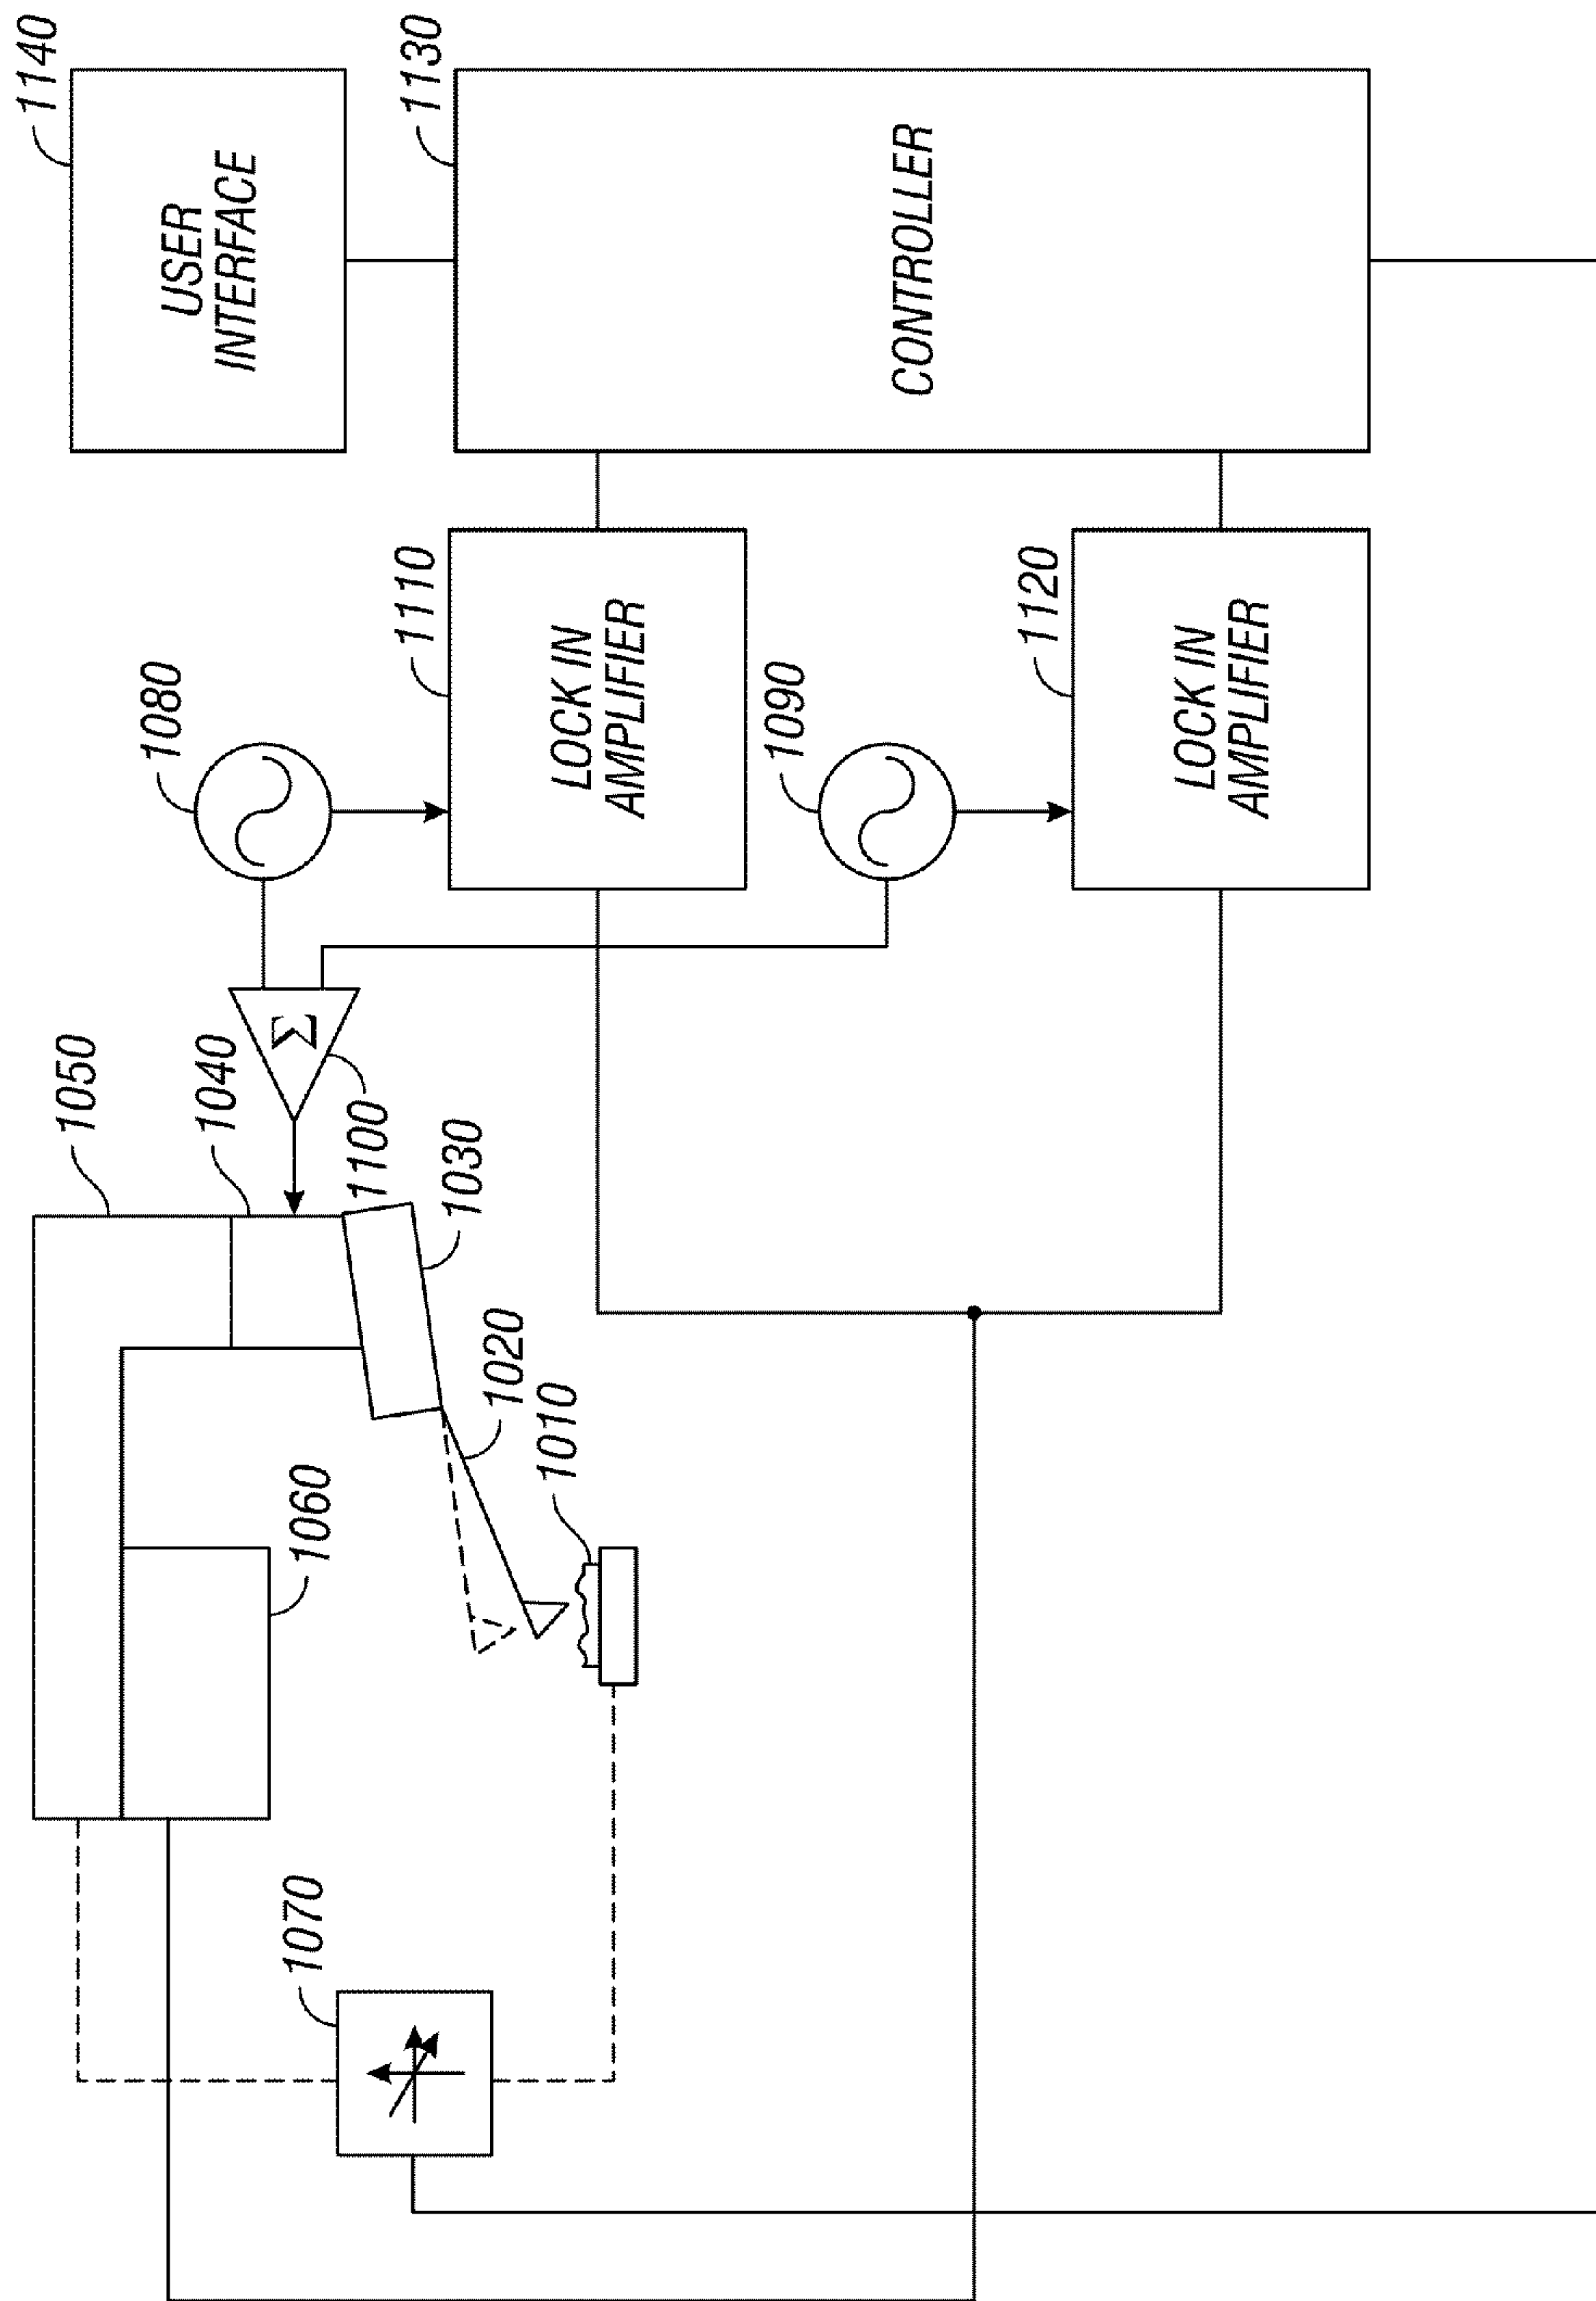 1050
1040
1060
1070
Σ
1100
1030
1020
1010
1080
1110
LOCK IN
AMPLIFIER
1090
1120
LOCK IN
AMPLIFIER
1140
USER
INTERFACE
1130
CONTROLLER